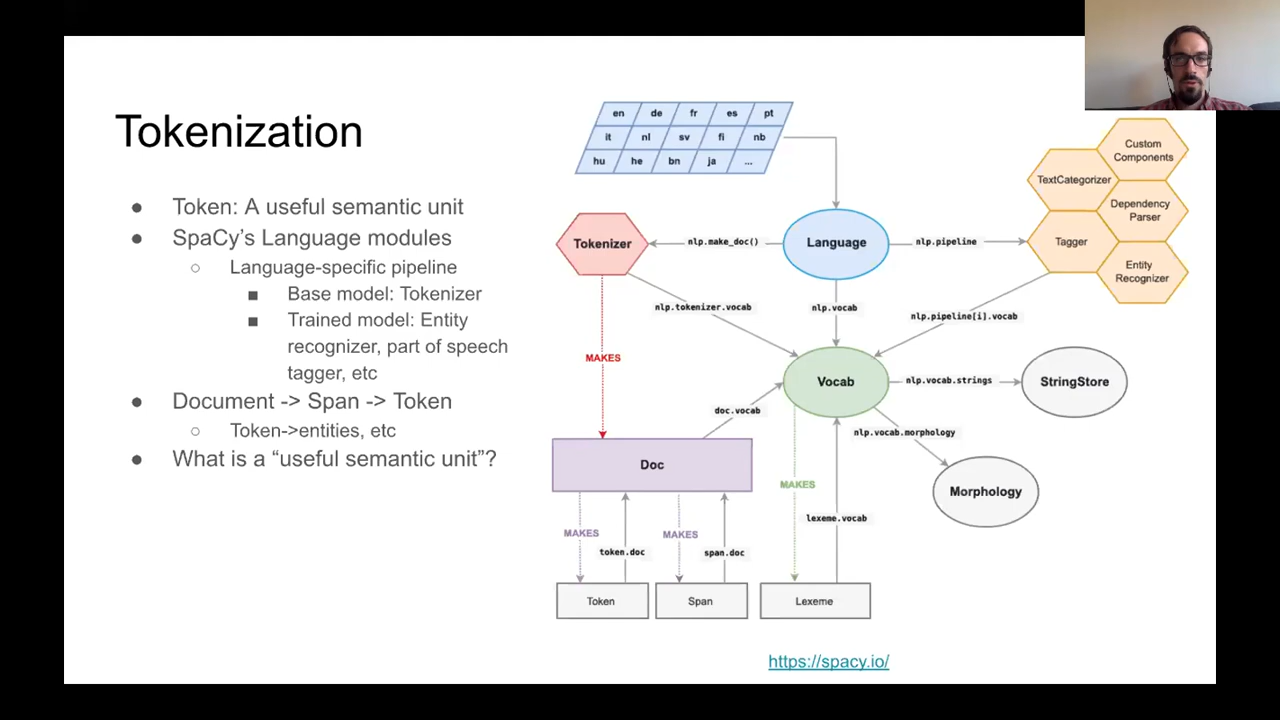 Tokenization
● Token: A useful semantic unit
● SpaCy’s Language modules
○ Language-specific pipeline
■ Base model: Tokenizer
■ Trained model: Entity
recognizer, part of speech
tagger, etc
● Document -> Span -> Token
○ Token->entities, etc
● What is a “useful semantic unit”?
en de fr es pt
it nl sv fi nb
hu he bn ja ...
Custom
Components
TextCategorizer
Dependency
Parser
Tagger
Entity
Recognizer
Tokenizer
nlp.make_doc()
Language
nlp.pipeline
nlp.tokenizer.vocab
nlp.vocab
nlp.pipeline[i].vocab
MAKES
Vocab
nlp.vocab.strings
StringStore
doc.vocab
nlp.vocab.morphology
Doc
MAKES
Morphology
lexeme.vocab
MAKES
token.doc
MAKES
span.doc
Token
Span
Lexeme
https://spacy.io/